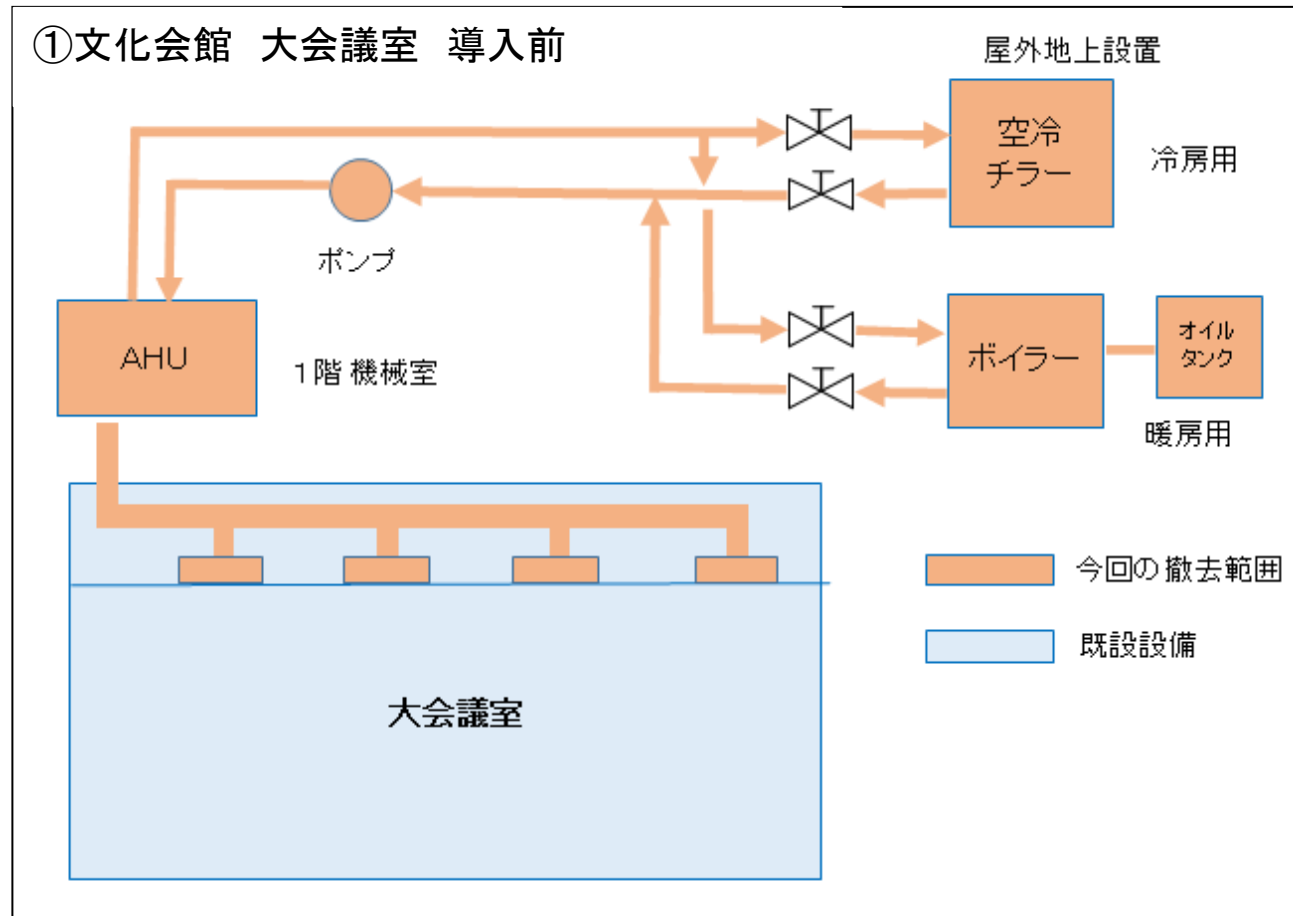 ①文化会館　大会議室　導入前
屋外地上設置
空冷
チラー
冷房用
ポンプ
AHU
1階 機械室
ボイラー
オイル
タンク
暖房用
今回の撤去範囲
既設設備
大会議室